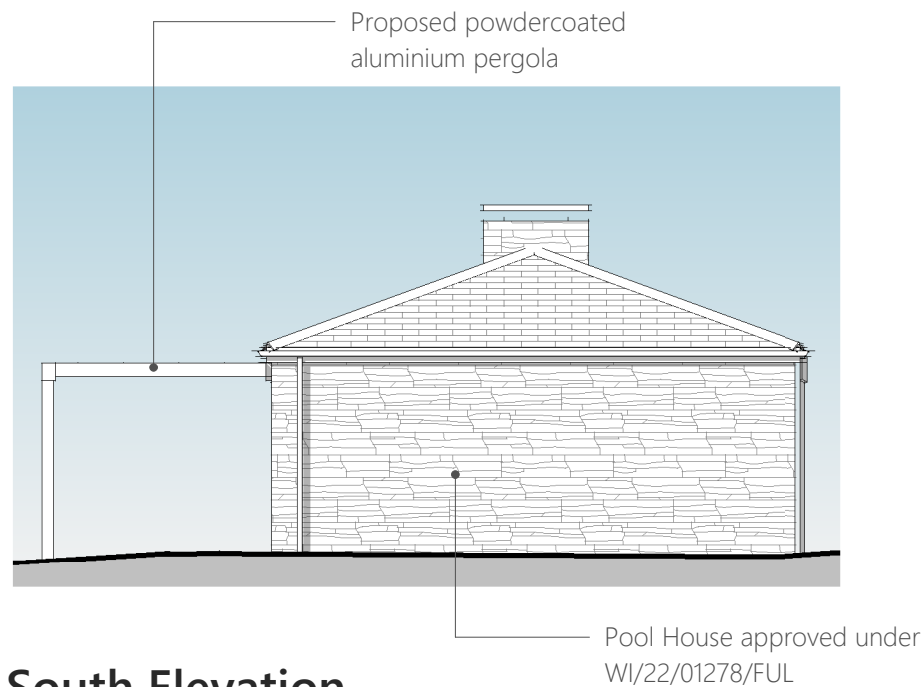 Proposed powdercoated
aluminium pergola
Pool House approved under
WI/22/01278/FUL
South Elevation